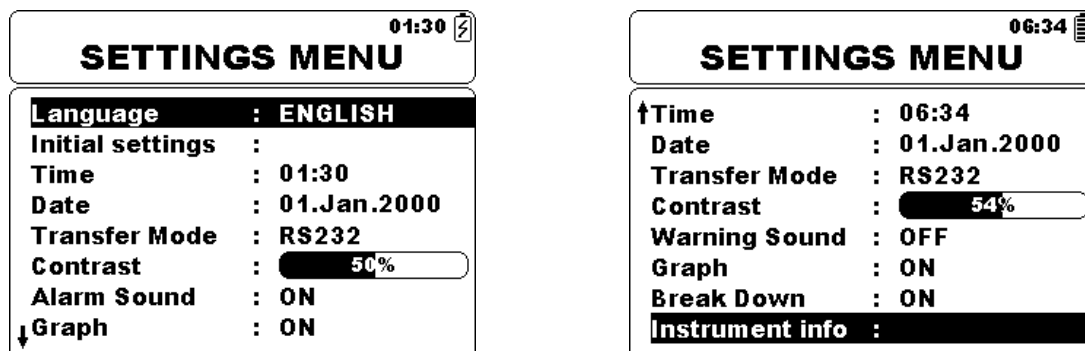 01:30
SETTINGS MENU
Language : ENGLISH
Initial settings :
Time : 01:30
Date : 01.Jan.2000
Transfer Mode : RS232
Contrast : 50%
Alarm Sound : ON
Graph : ON
06:34
SETTINGS MENU
Time : 06:34
Date : 01.Jan.2000
Transfer Mode : RS232
Contrast : 54%
Warning Sound : OFF
Graph : ON
Break Down : ON
Instrument info :